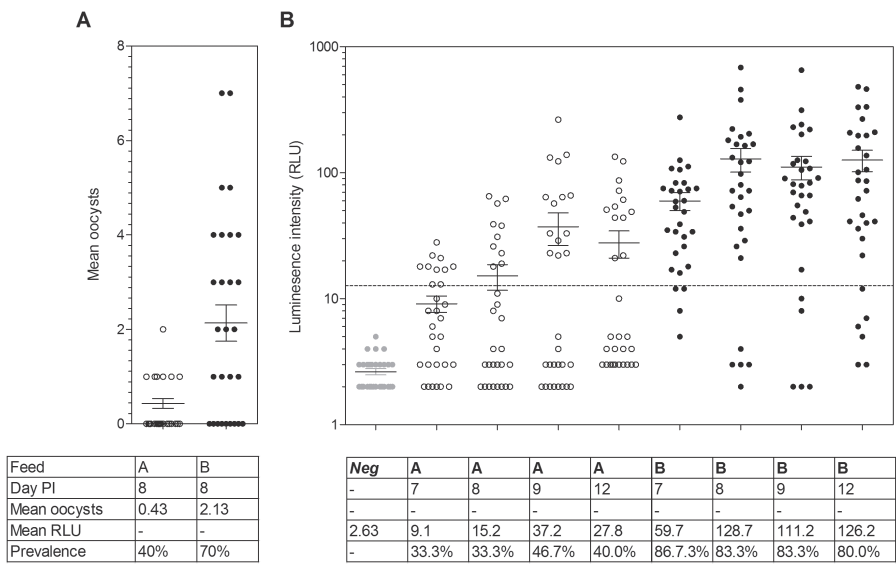 A
B
8
6
4
2
0
Mean oocysts
1000
100
10
1
Luminesence intensity (RLU)
Feed A B
Day PI 8 8
Mean oocysts 0.43 2.13
Mean RLU - -
Prevalence 40% 70%
Neg A A A A B B B B
- 7 8 9 12 7 8 9 12
- - - - - - - - -
2.63 9.1 15.2 37.2 27.8 59.7 128.7 111.2 126.2
- 33.3% 33.3% 46.7% 40.0% 86.7.3% 83.3% 83.3% 80.0%